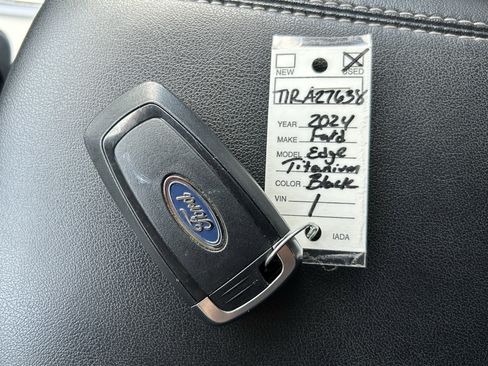 NEW USED
TIRA27638
YEAR 2024
MAKE Ford
MODEL Edge
Titanium
COLOR Black
VIN 1
IADA
Ford